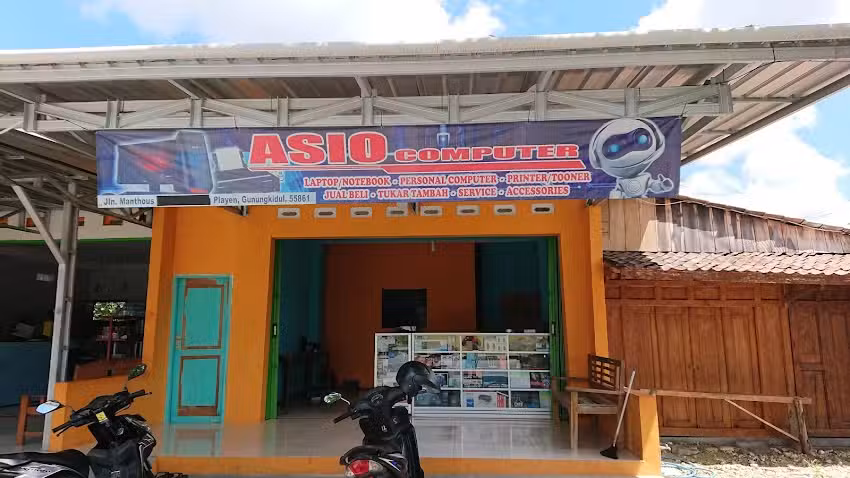 ASIO COMPUTER
LAPTOP/NOTEBOOK - PERSONAL COMPUTER - PRINTER/TOONER
JUAL BELI - TUKAR TAMBAH - SERVICE - ACCESSORIES
Jln. Manthous Playen, Gunungkidul. 55861